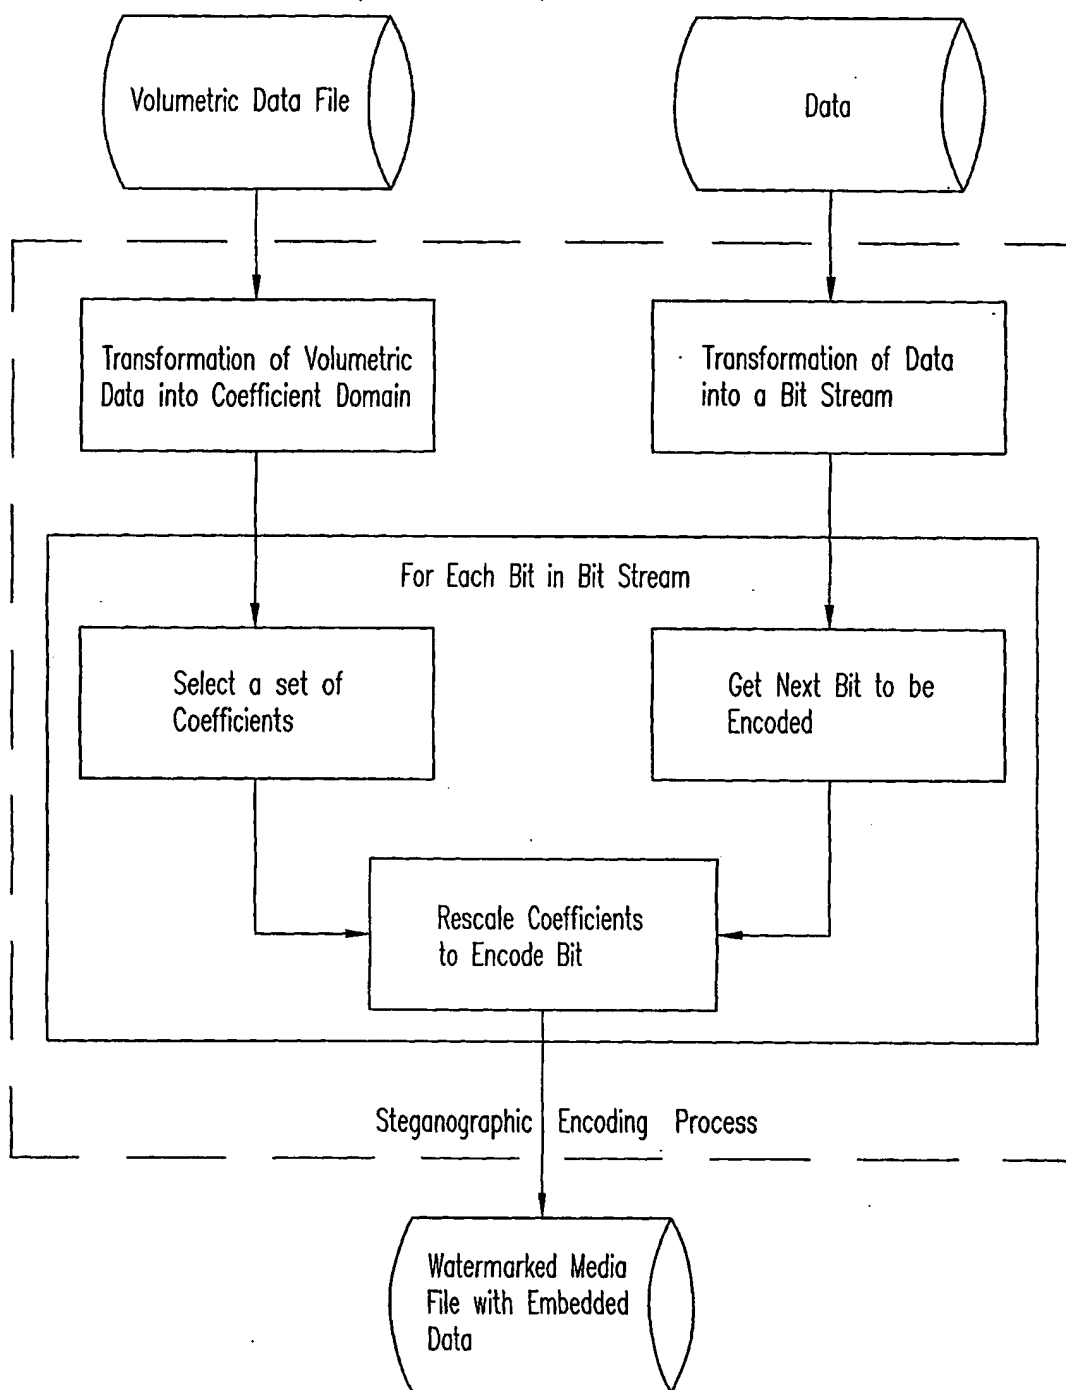 Volumetric Data File
Data
Transformation of Volumetric
Data into Coefficient Domain
Transformation of Data
into a Bit Stream
For Each Bit in Bit Stream
Select a set of
Coefficients
Get Next Bit to be
Encoded
Rescale Coefficients
to Encode Bit
Steganographic Encoding Process
Watermarked Media
File with Embedded
Data